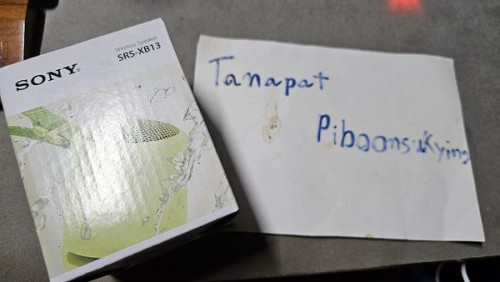 Wireless Speaker
SRS-XB13
SONY
Tanapat
Piboonsukying